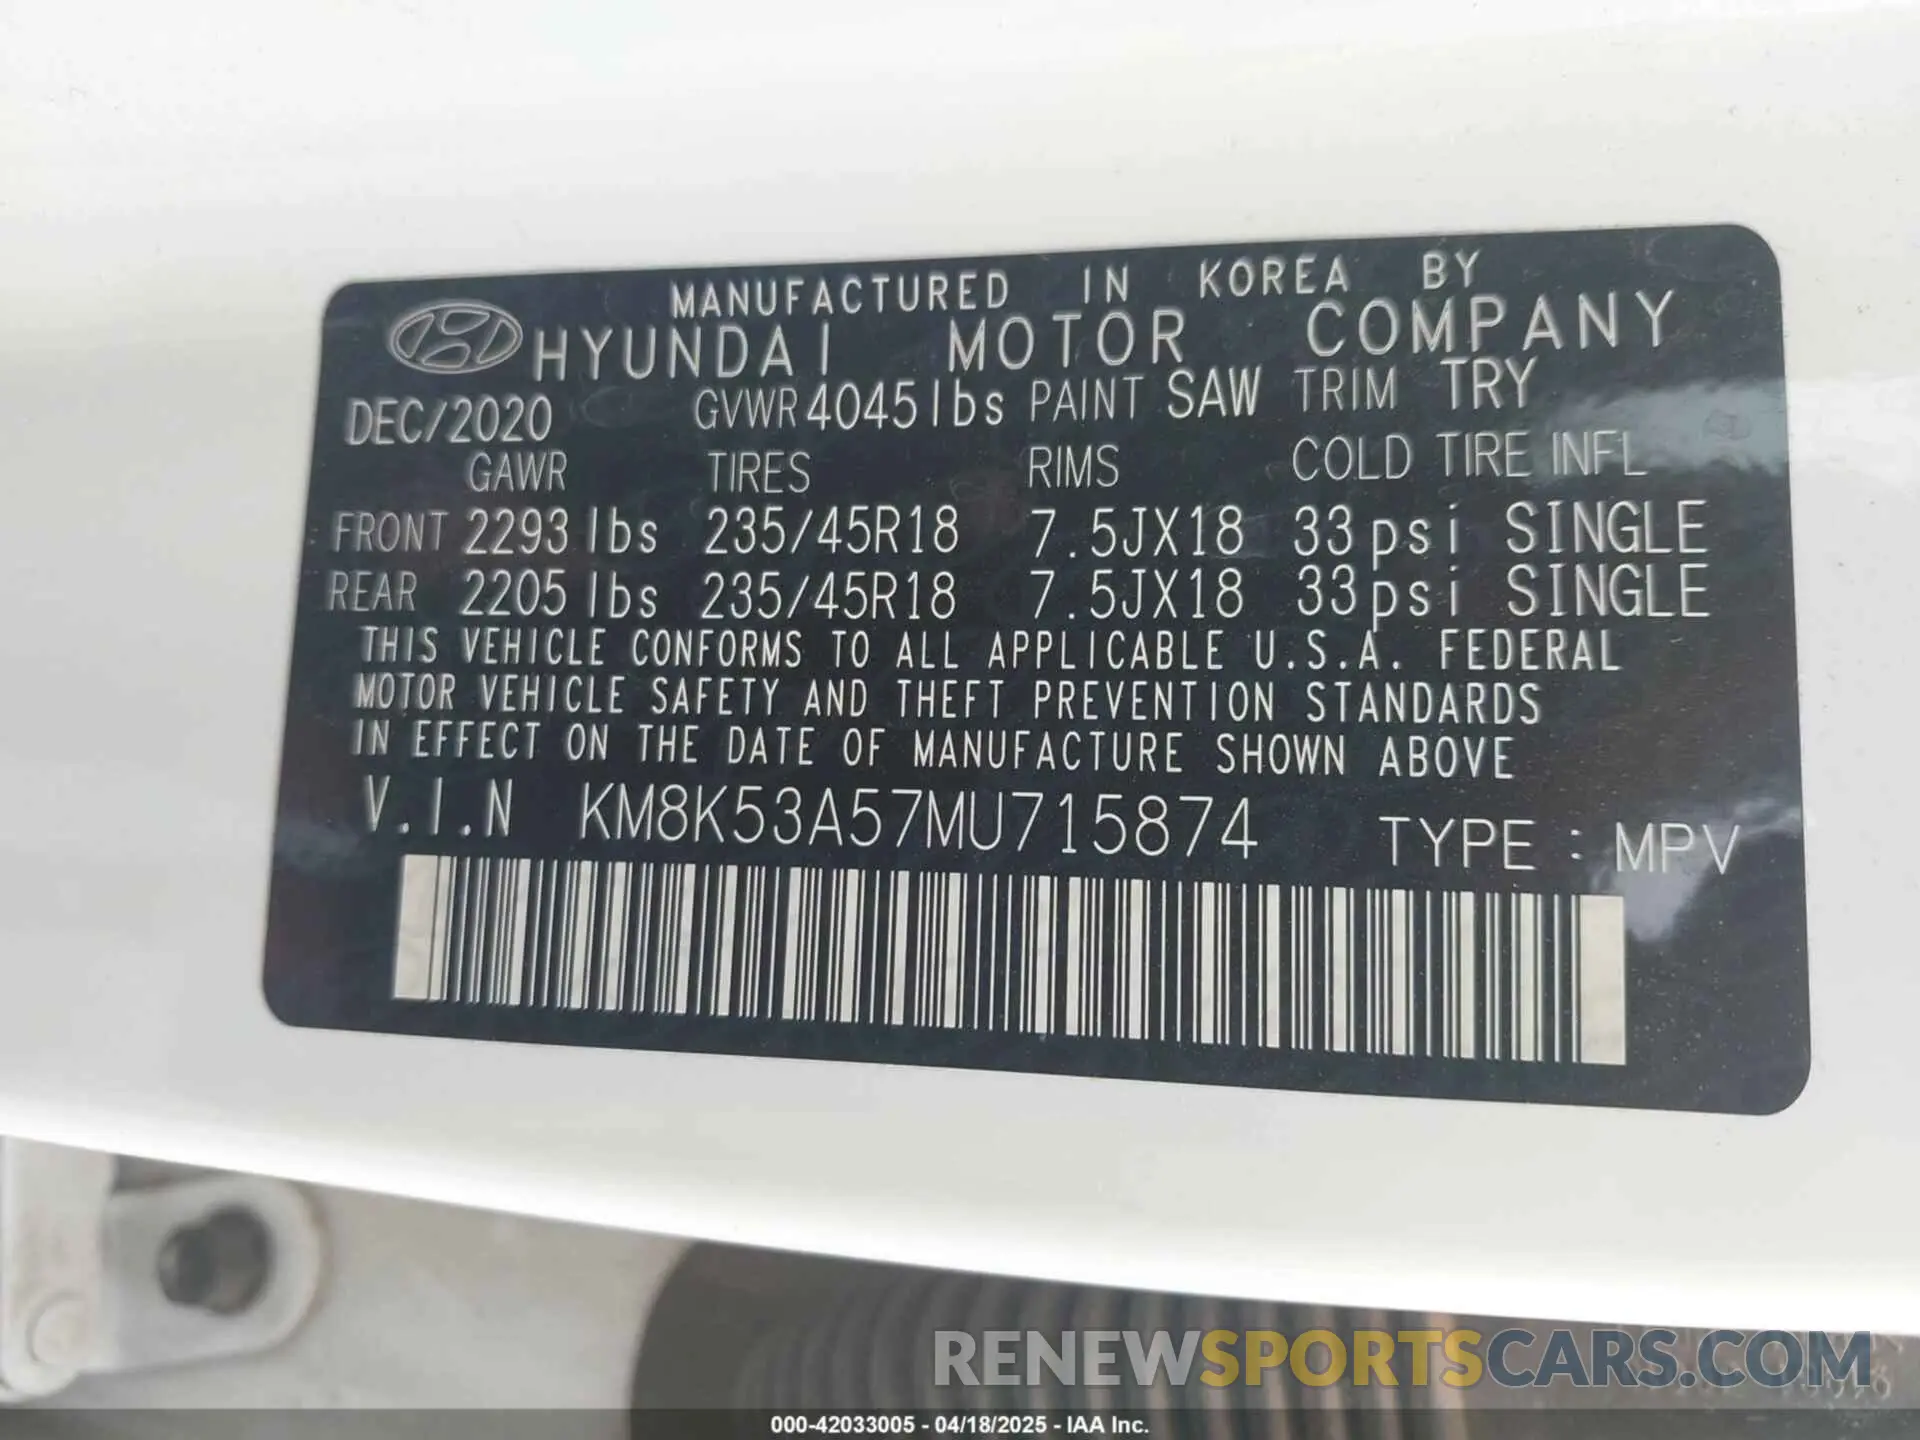 MANUFACTURED IN KOREA BY
HYUNDAI MOTOR COMPANY
DEC/2020 GVWR 4045lbs PAINT SAW TRIM TRY
GAWR TIRES RIMS COLD TIRE INFL
FRONT 2293lbs 235/45R18 7.5JX18 33psi SINGLE
REAR 2205lbs 235/45R18 7.5JX18 33psi SINGLE
THIS VEHICLE CONFORMS TO ALL APPLICABLE U.S.A. FEDERAL
MOTOR VEHICLE SAFETY AND THEFT PREVENTION STANDARDS
IN EFFECT ON THE DATE OF MANUFACTURE SHOWN ABOVE
V.I.N KM8K53A57MU715874 TYPE : MPV
RENEWSPORTSCARS.COM
000-42033005 - 04/18/2025 - IAA Inc.